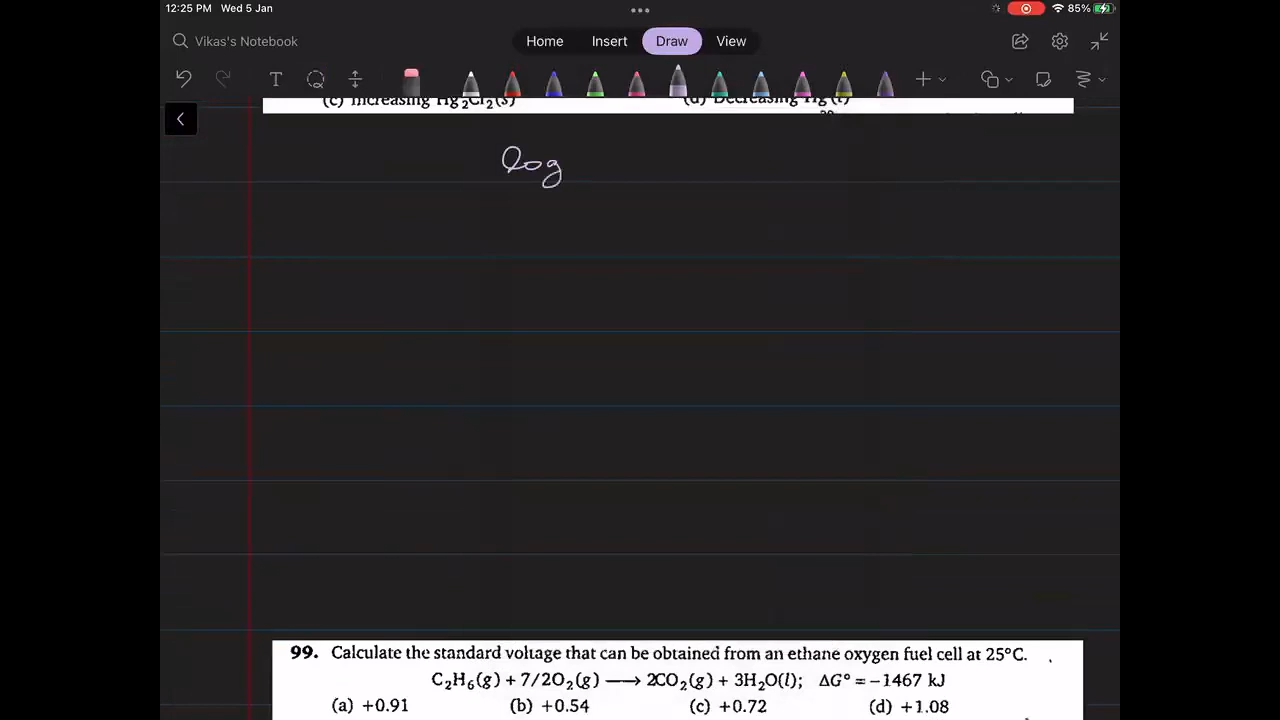 12:25 PM Wed 5 Jan
85%
Vikas's Notebook
Home Insert Draw View
T
(c) Increasing Hg₂Cl₂(s) (d) Decreasing Hg(l)
log
99. Calculate the standard voltage that can be obtained from an ethane oxygen fuel cell at 25°C.
C₂H₆(g) + 7/2O₂(g) ⟶ 2CO₂(g) + 3H₂O(l); ΔG° = −1467 kJ
(a) +0.91 (b) +0.54 (c) +0.72 (d) +1.08